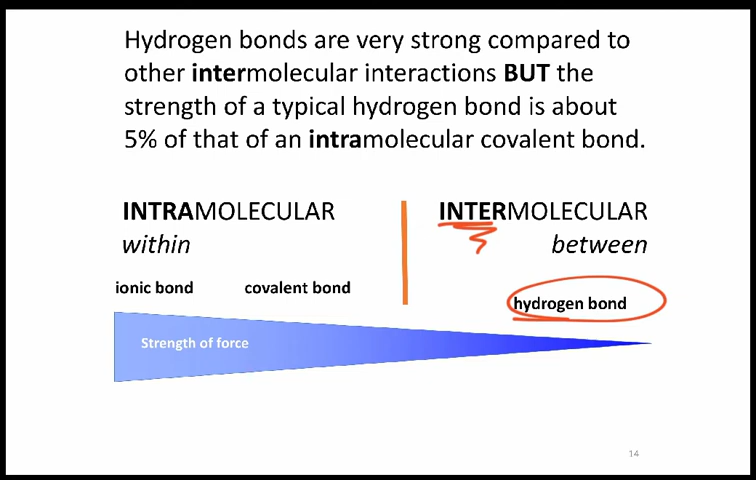 Hydrogen bonds are very strong compared to
other intermolecular interactions BUT the
strength of a typical hydrogen bond is about
5% of that of an intramolecular covalent bond.
INTRAMOLECULAR
within
INTERMOLECULAR
between
ionic bond
covalent bond
hydrogen bond
Strength of force
14